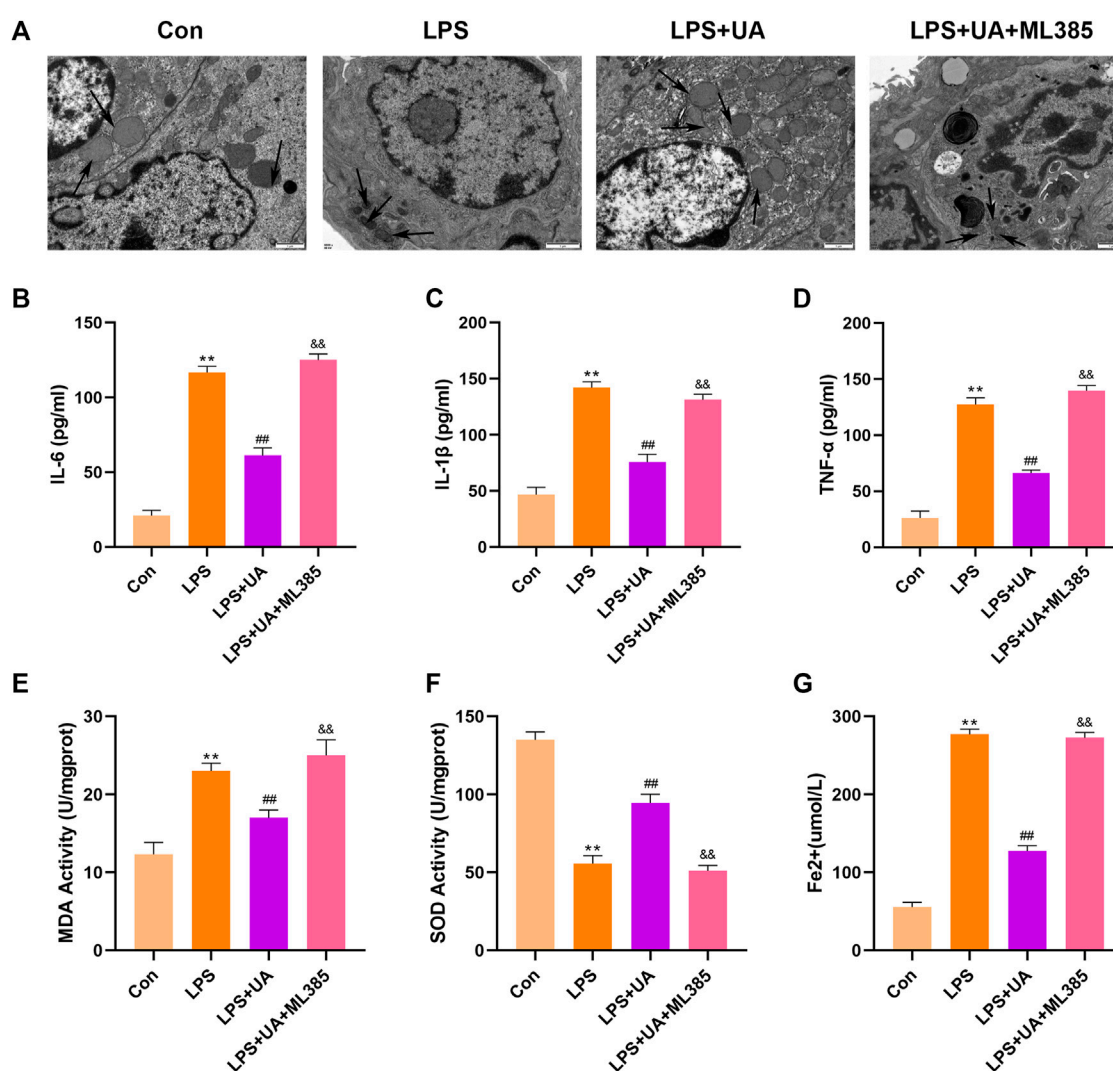 A
Con
LPS
LPS+UA
LPS+UA+ML385
B
IL-6 (pg/ml)
150
100
50
0
**
##
&&
Con
LPS
LPS+UA
LPS+UA+ML385
C
IL-1β (pg/ml)
200
150
100
50
0
**
##
&&
Con
LPS
LPS+UA
LPS+UA+ML385
D
TNF-α (pg/ml)
200
150
100
50
0
**
##
&&
Con
LPS
LPS+UA
LPS+UA+ML385
E
MDA Activity (U/mgprot)
30
20
10
0
**
##
&&
Con
LPS
LPS+UA
LPS+UA+ML385
F
SOD Activity (U/mgprot)
150
100
50
0
**
##
&&
Con
LPS
LPS+UA
LPS+UA+ML385
G
Fe2+(umol/L)
300
200
100
0
**
##
&&
Con
LPS
LPS+UA
LPS+UA+ML385